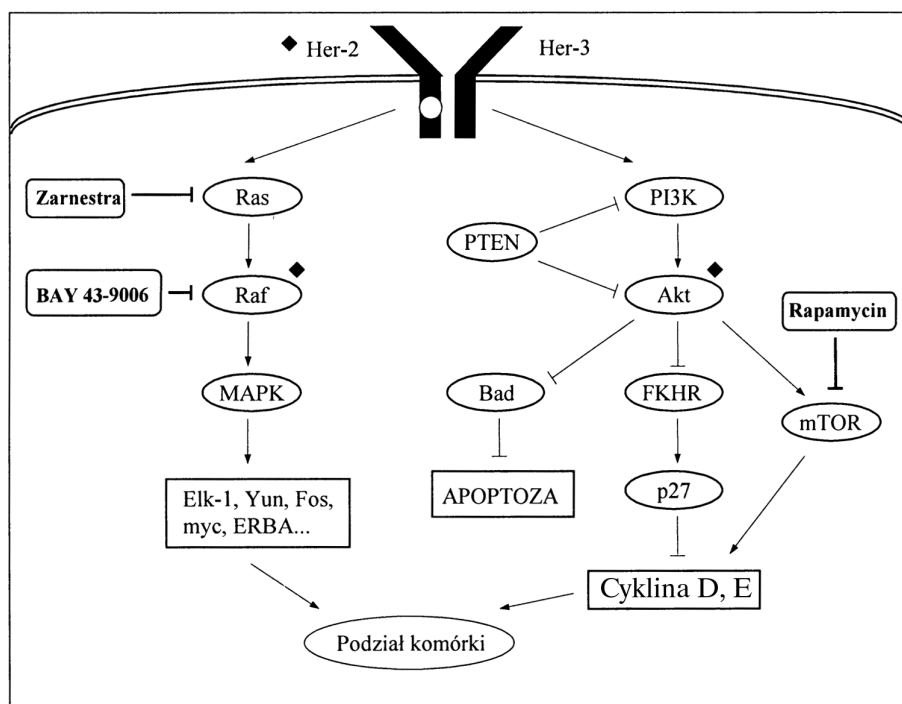 Her-2
Her-3
Zarnestra
Ras
PI3K
PTEN
BAY 43-9006
Raf
Akt
Rapamycin
MAPK
Bad
FKHR
mTOR
Elk-1, Yun, Fos,
myc, ERBA...
APOPTOZA
p27
Cyklina D, E
Podział komórki